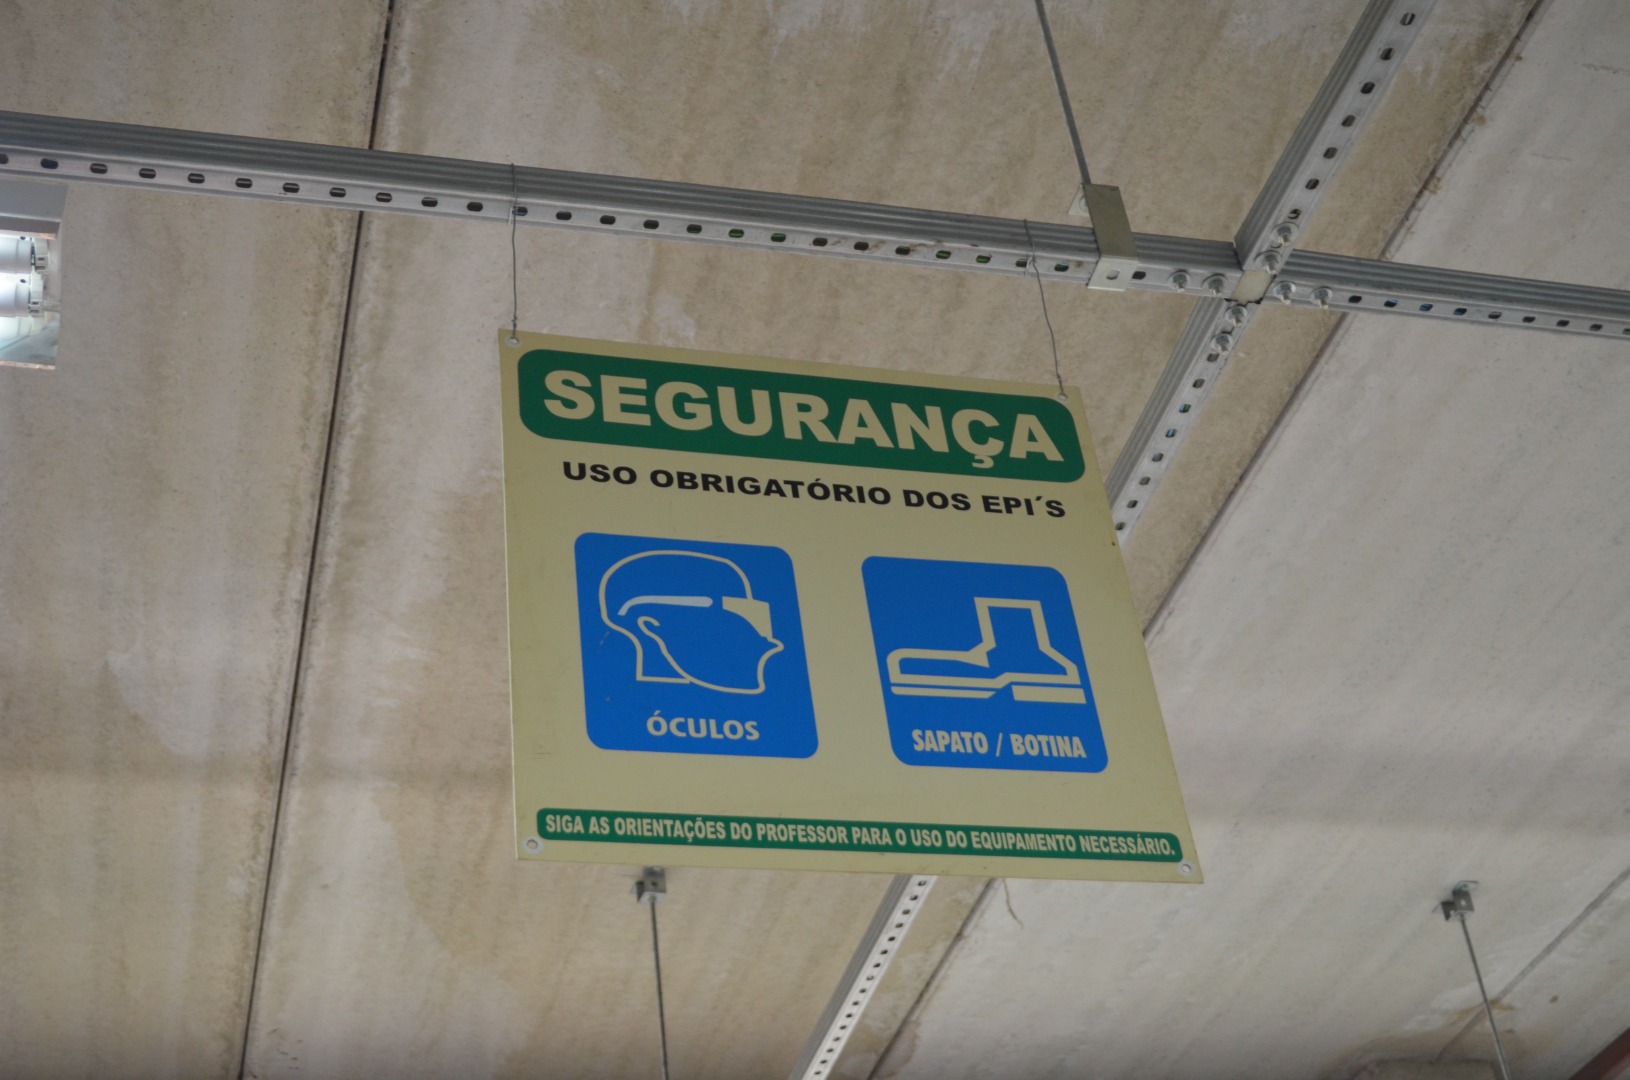 SEGURANÇA
USO OBRIGATÓRIO DOS EPI´S
ÓCULOS
SAPATO / BOTINA
SIGA AS ORIENTAÇÕES DO PROFESSOR PARA O USO DO EQUIPAMENTO NECESSÁRIO.